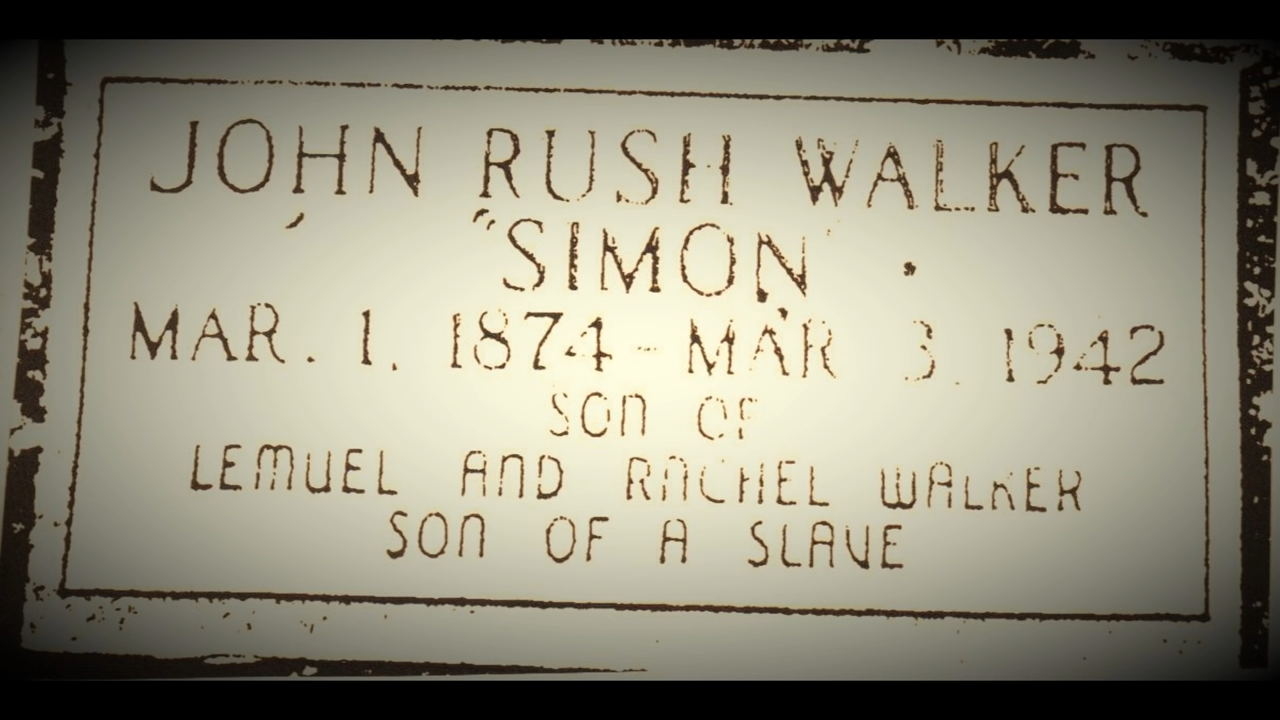 JOHN RUSH WALKER
"SIMON"
MAR. 1. 1874 - MAR 3. 1942
SON OF
LEMUEL AND RACHEL WALKER
SON OF A SLAVE